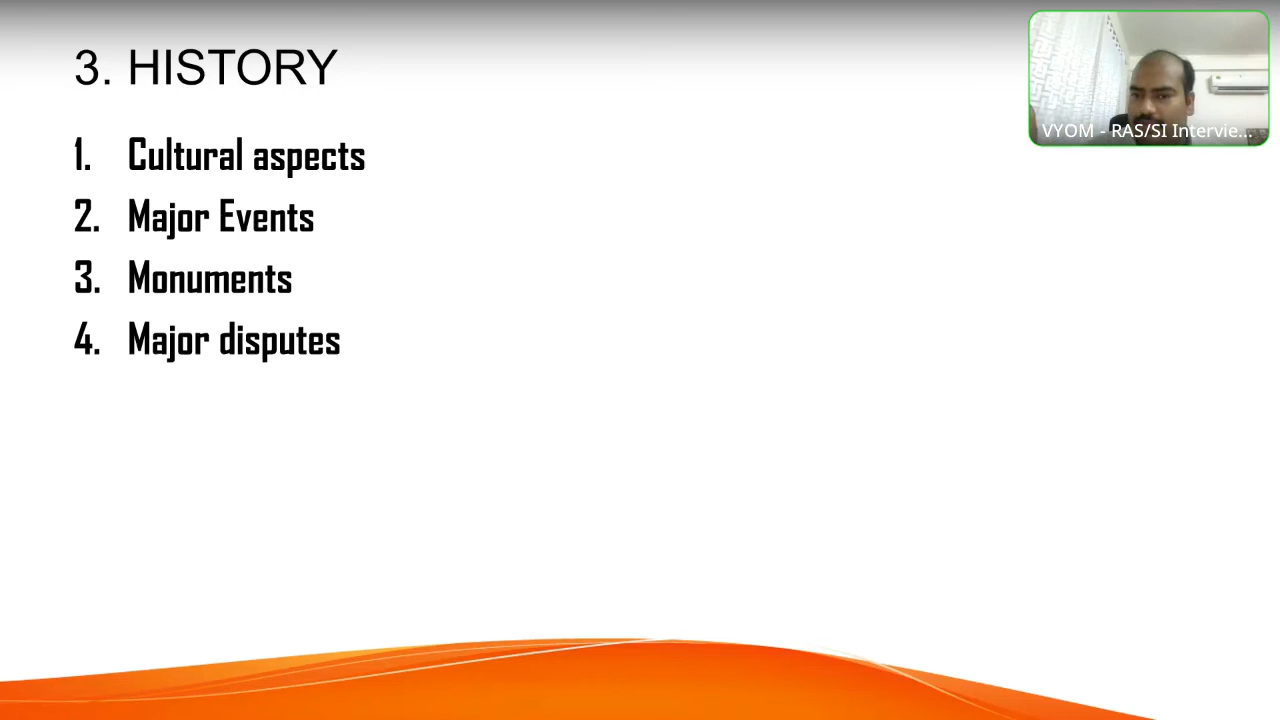 3. HISTORY
VYOM - RAS/SI Intervie...
1. Cultural aspects
2. Major Events
3. Monuments
4. Major disputes